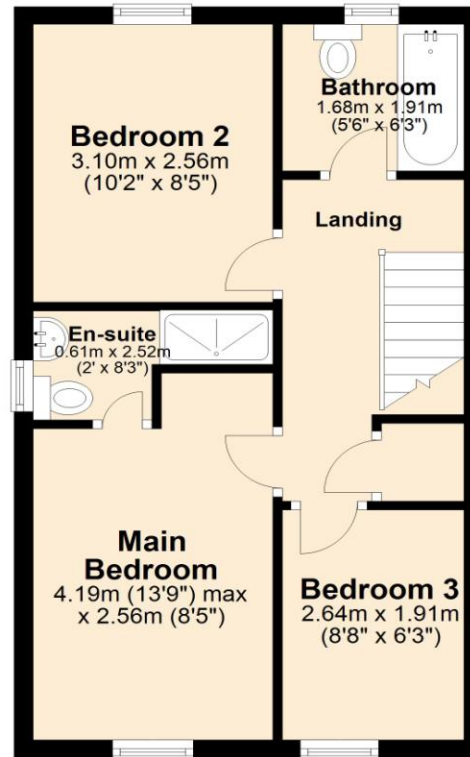 Bedroom 2
3.10m x 2.56m
(10'2" x 8'5")
Bathroom
1.68m x 1.91m
(5'6" x 6'3")
Landing
En-suite
0.61m x 2.52m
(2' x 8'3")
Main
Bedroom
4.19m (13'9") max
x 2.56m (8'5")
Bedroom 3
2.64m x 1.91m
(8'8" x 6'3")